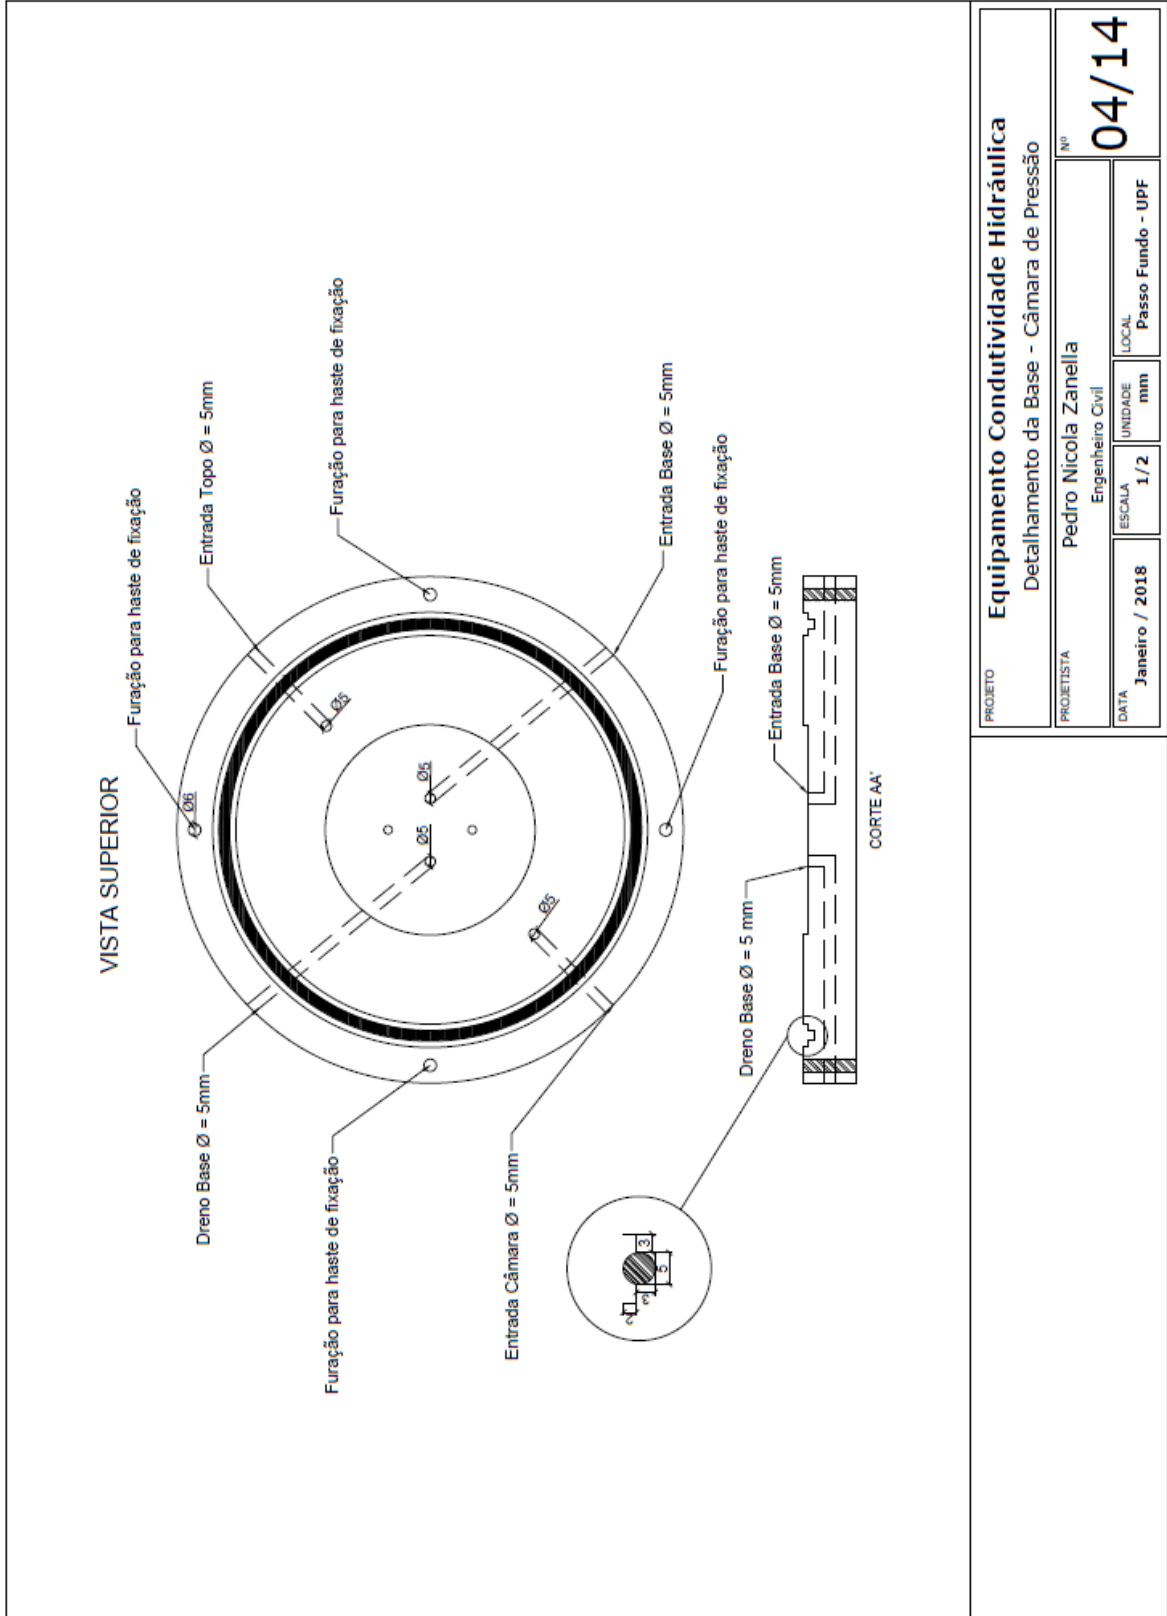 VISTA SUPERIOR
Furação para haste de fixação
Entrada Topo Ø = 5mm
Furação para haste de fixação
Ø6
Ø5
Ø5
Ø5
Ø5
Dreno Base Ø = 5mm
Furação para haste de fixação
Entrada Câmara Ø = 5mm
Entrada Base Ø = 5mm
Furação para haste de fixação
Dreno Base Ø = 5 mm
Entrada Base Ø = 5mm
2
3
3
5
CORTE AA'
PROJETO
Equipamento Condutividade Hidráulica
Detalhamento da Base - Câmara de Pressão
PROJETISTA
Pedro Nicola Zanella
Engenheiro Civil
Nº
04/14
DATA
Janeiro / 2018
ESCALA
1/2
UNIDADE
mm
LOCAL
Passo Fundo - UPF